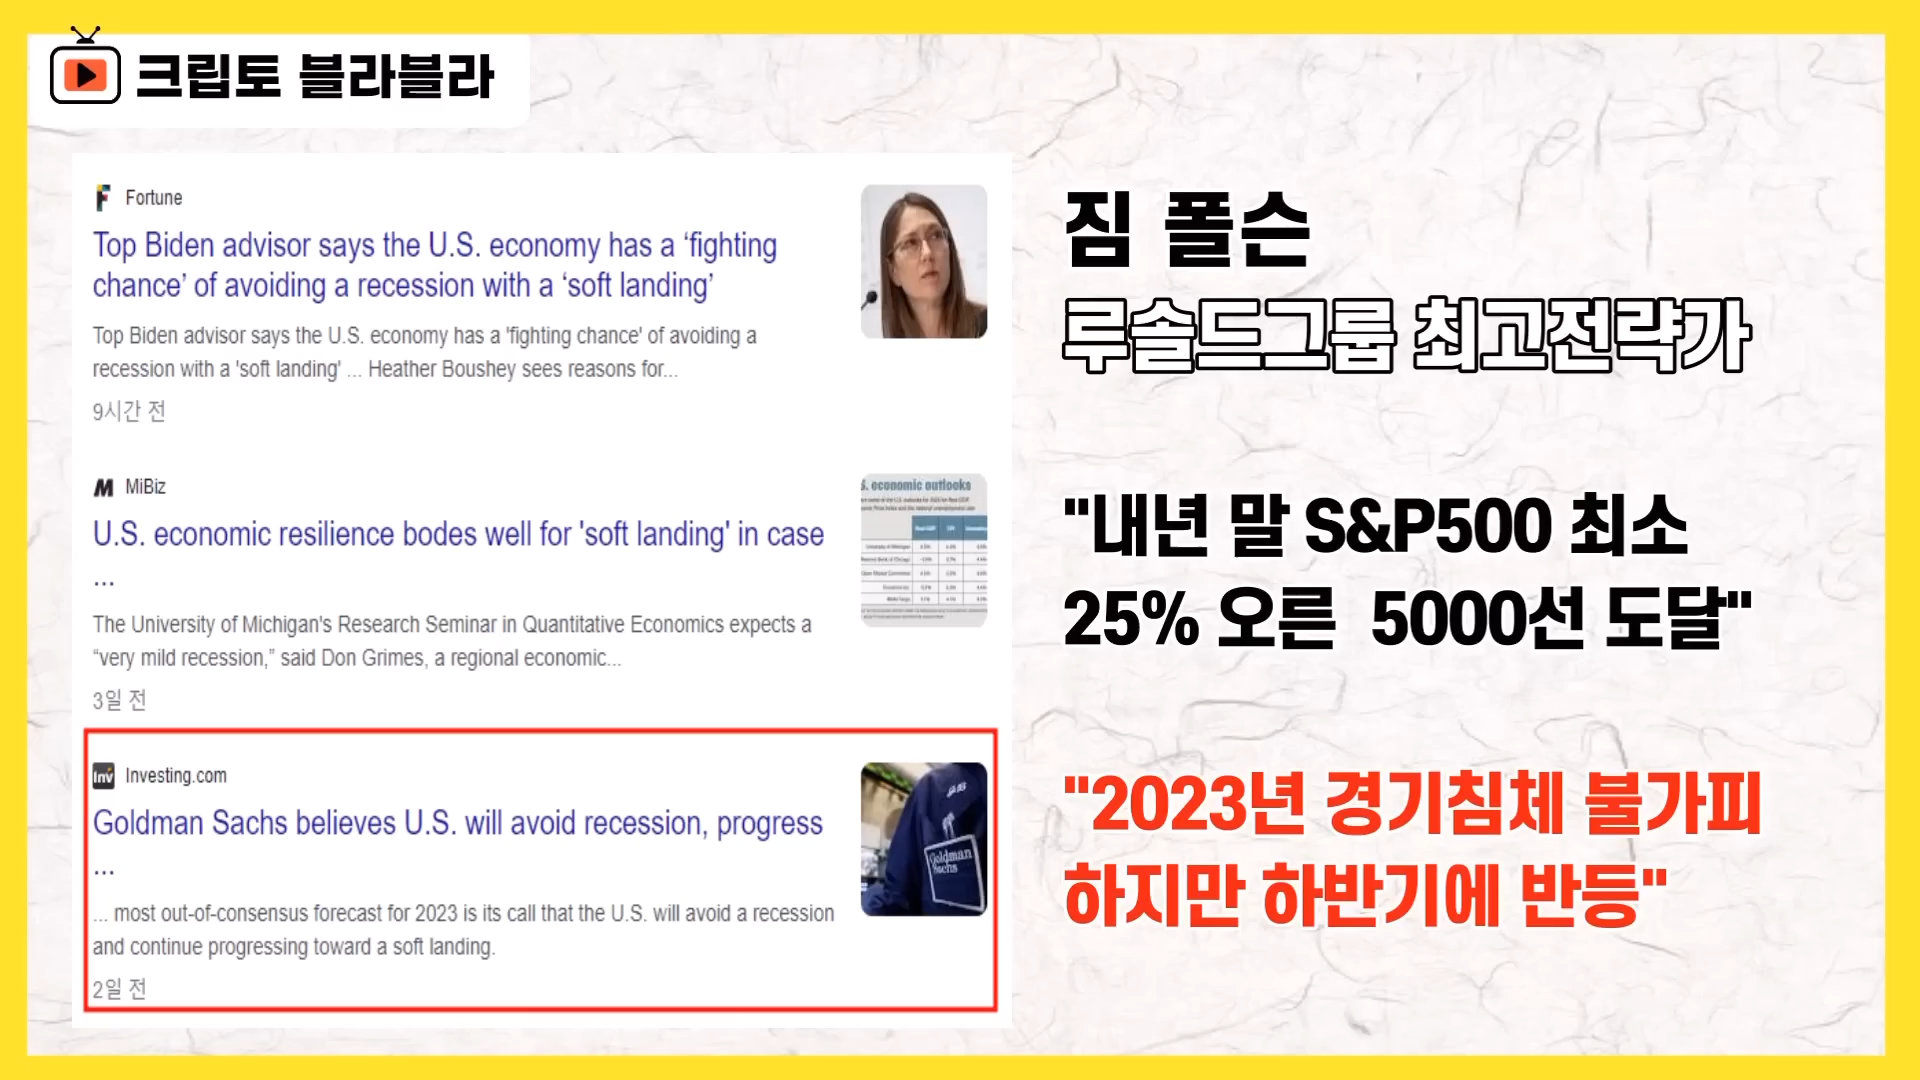 크립토 블라블라
Fortune
Top Biden advisor says the U.S. economy has a ‘fighting
chance’ of avoiding a recession with a ‘soft landing’
Top Biden advisor says the U.S. economy has a 'fighting chance' of avoiding a
recession with a 'soft landing' ... Heather Boushey sees reasons for...
9시간 전
MiBiz
U.S. economic resilience bodes well for 'soft landing' in case
...
The University of Michigan's Research Seminar in Quantitative Economics expects a
“very mild recession,” said Don Grimes, a regional economic...
3일 전
economic outlooks
Inv Investing.com
Goldman Sachs believes U.S. will avoid recession, progress
...
... most out-of-consensus forecast for 2023 is its call that the U.S. will avoid a recession
and continue progressing toward a soft landing.
2일 전
Goldman
Sachs
짐 폴슨
루솔드그룹 최고전략가
"내년 말 S&P500 최소
25% 오른 5000선 도달"
"2023년 경기침체 불가피
하지만 하반기에 반등"